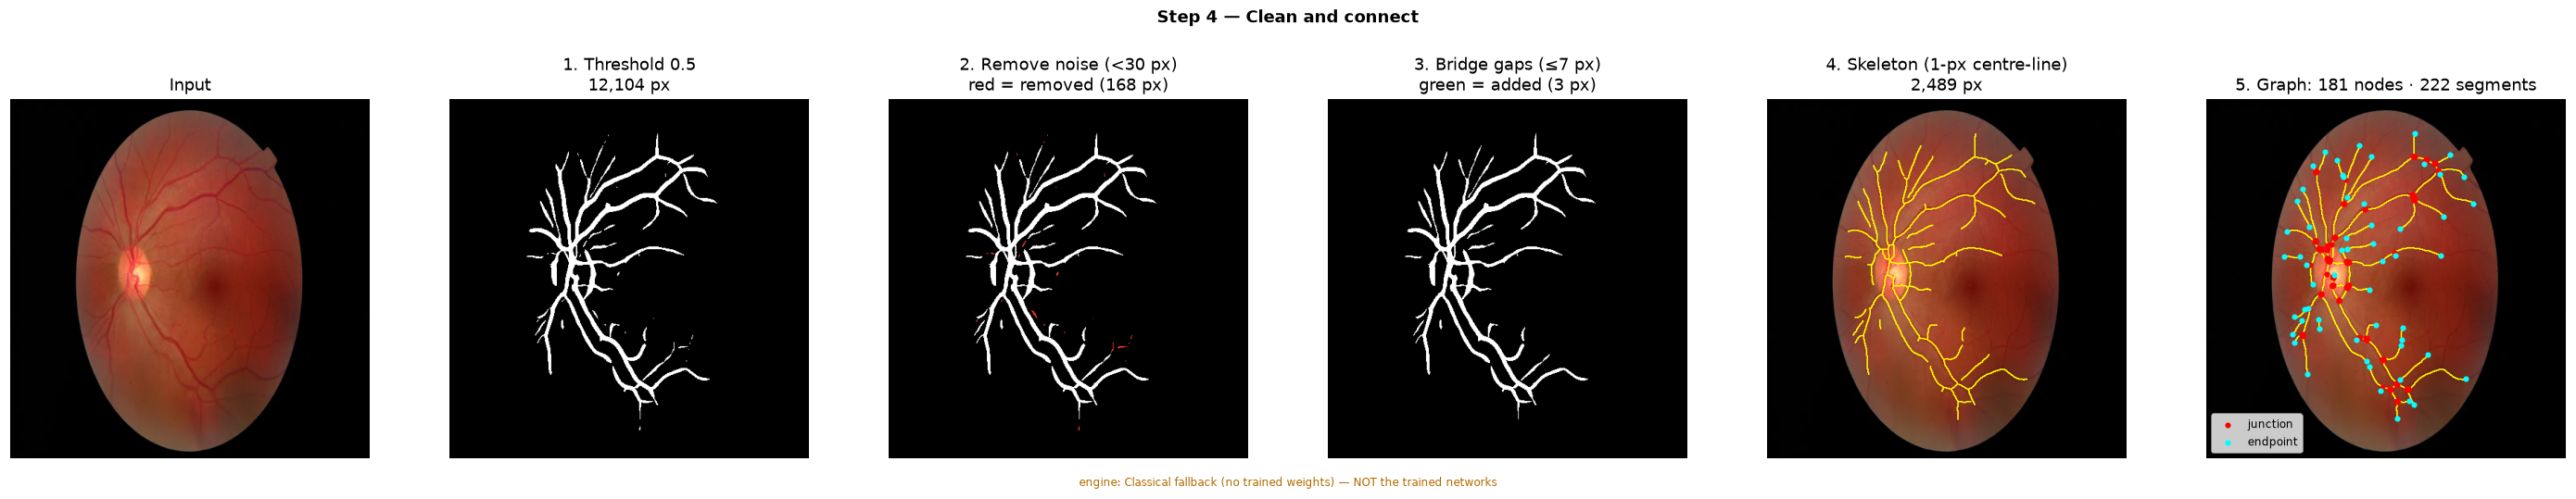 Step 4 — Clean and connect
Input
1. Threshold 0.5
12,104 px
2. Remove noise (<30 px)
red = removed (168 px)
3. Bridge gaps (≤7 px)
green = added (3 px)
4. Skeleton (1-px centre-line)
2,489 px
5. Graph: 181 nodes · 222 segments
junction
endpoint
engine: Classical fallback (no trained weights) — NOT the trained networks